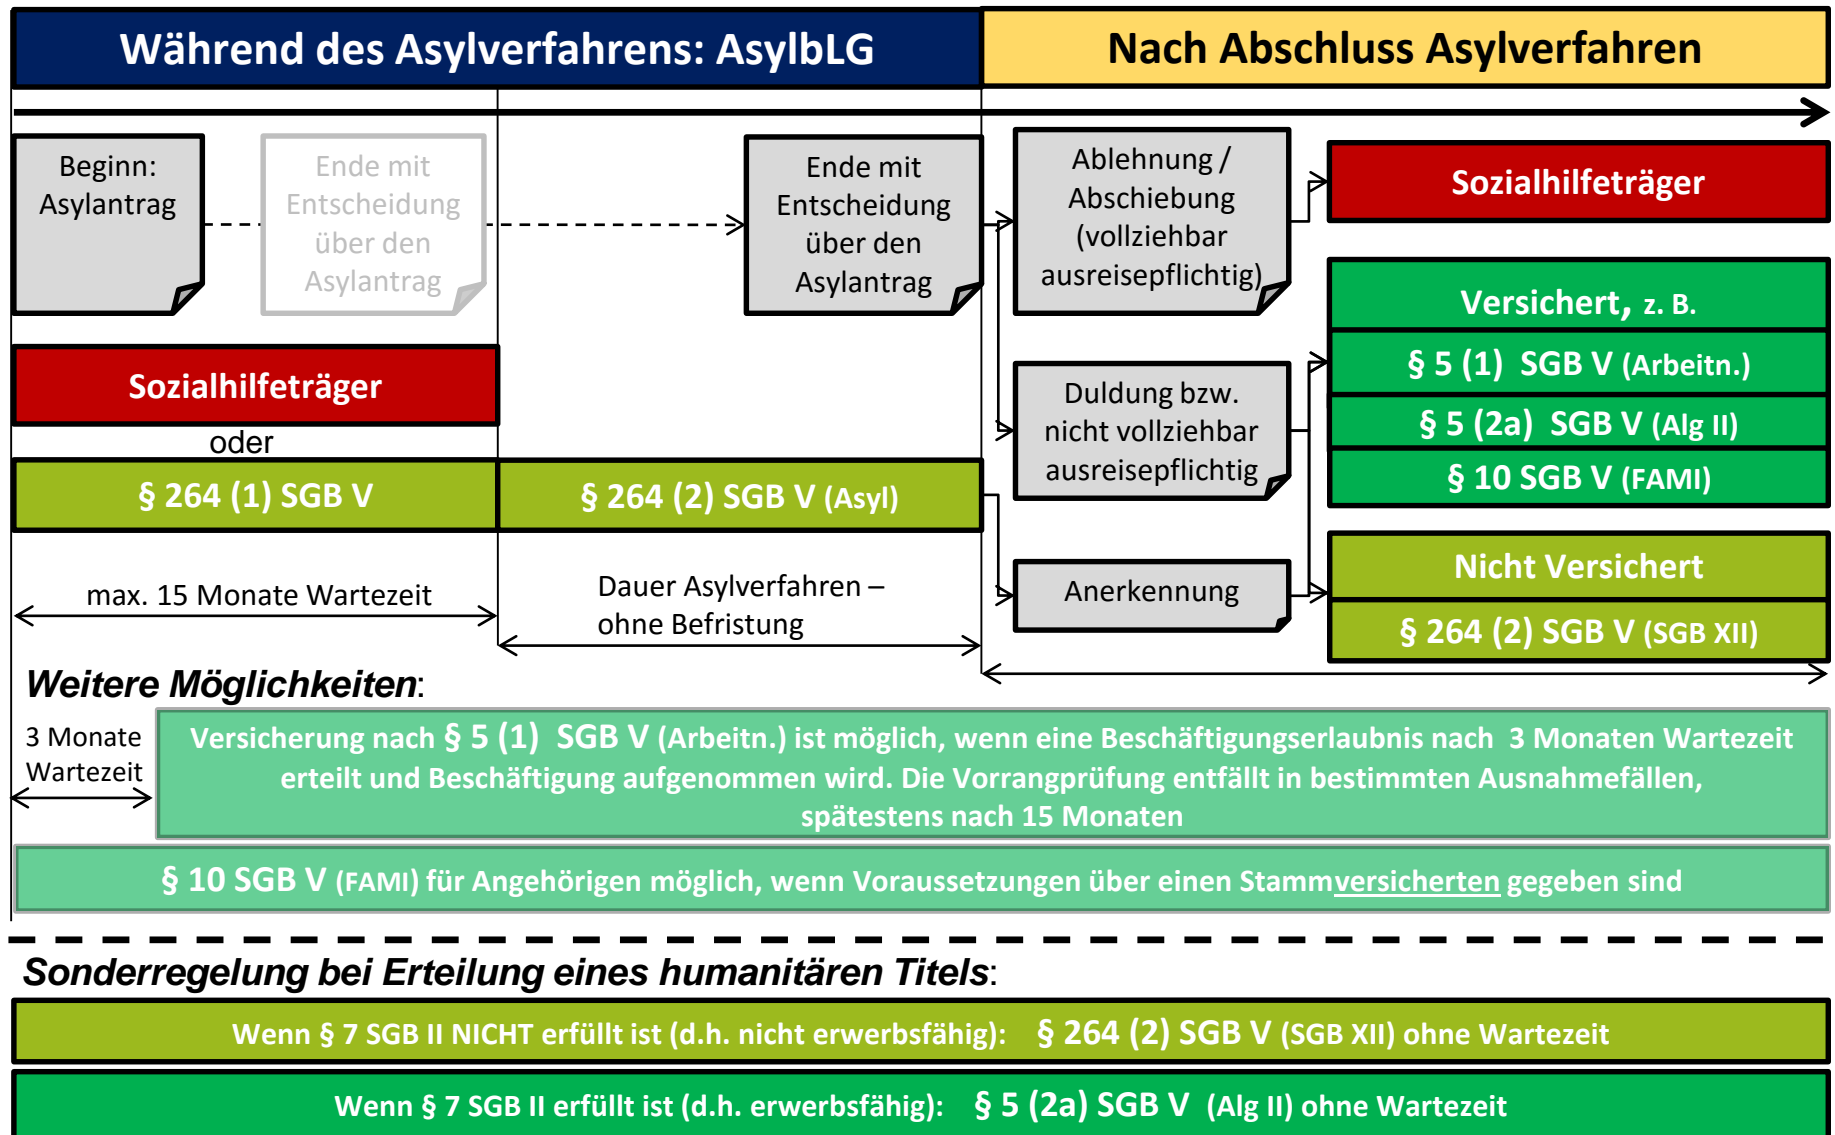 Während des Asylverfahrens: AsylbLG
Nach Abschluss Asylverfahren
Beginn:
Asylantrag
Ende mit
Entscheidung
über den
Asylantrag
Ende mit
Entscheidung
über den
Asylantrag
Ablehnung /
Abschiebung
(vollziehbar
ausreisepflichtig)
Sozialhilfeträger
Versichert, z. B.
§ 5 (1) SGB V (Arbeitn.)
§ 5 (2a) SGB V (Alg II)
§ 10 SGB V (FAMI)
Sozialhilfeträger
oder
§ 264 (1) SGB V
§ 264 (2) SGB V (Asyl)
Duldung bzw.
nicht vollziehbar
ausreisepflichtig
Anerkennung
Nicht Versichert
§ 264 (2) SGB V (SGB XII)
max. 15 Monate Wartezeit
Dauer Asylverfahren –
ohne Befristung
Weitere Möglichkeiten:
3 Monate
Wartezeit
Versicherung nach § 5 (1) SGB V (Arbeitn.) ist möglich, wenn eine Beschäftigungserlaubnis nach 3 Monaten Wartezeit
erteilt und Beschäftigung aufgenommen wird. Die Vorrangprüfung entfällt in bestimmten Ausnahmefällen,
spätestens nach 15 Monaten
§ 10 SGB V (FAMI) für Angehörigen möglich, wenn Voraussetzungen über einen Stammversicherten gegeben sind
Sonderregelung bei Erteilung eines humanitären Titels:
Wenn § 7 SGB II NICHT erfüllt ist (d.h. nicht erwerbsfähig): § 264 (2) SGB V (SGB XII) ohne Wartezeit
Wenn § 7 SGB II erfüllt ist (d.h. erwerbsfähig): § 5 (2a) SGB V (Alg II) ohne Wartezeit